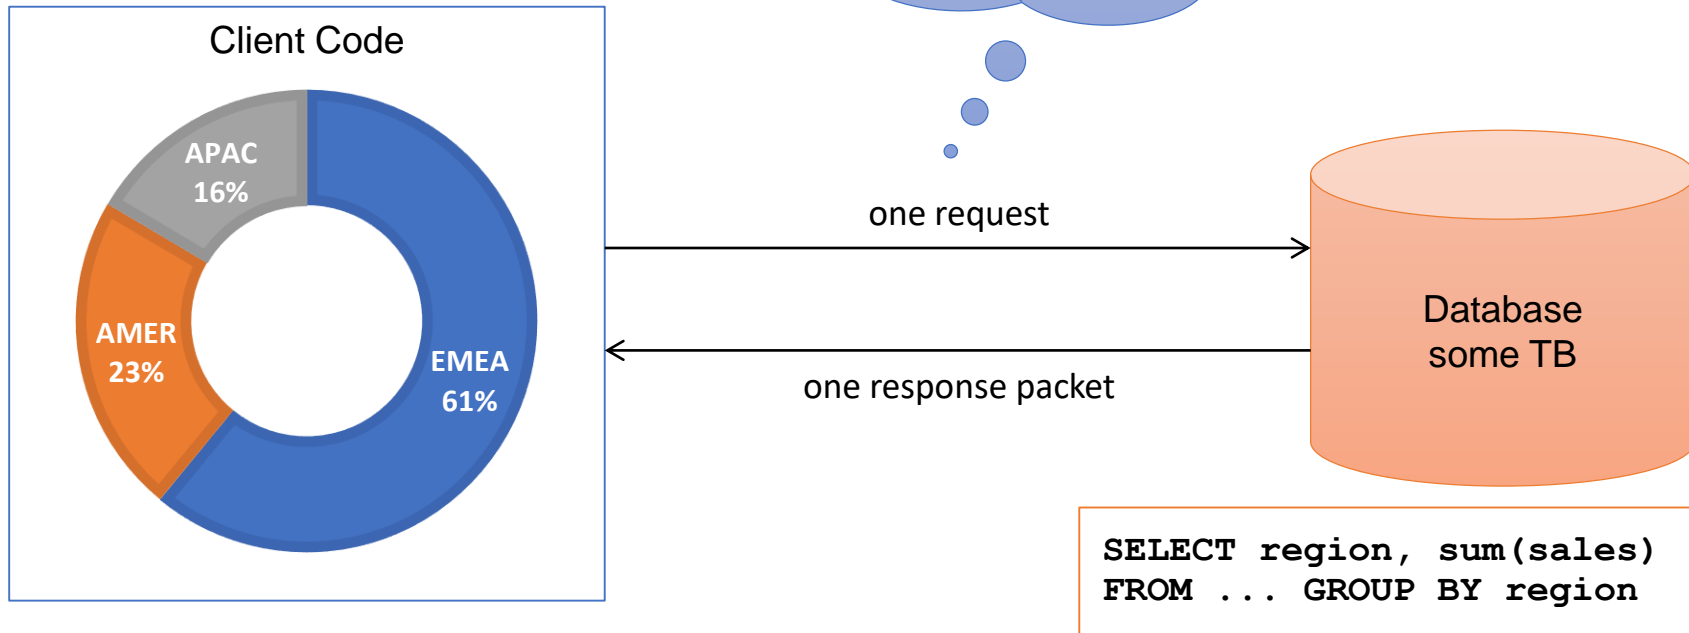 Client Code
APAC
16%
AMER
23%
EMEA
61%
one request
one response packet
Database
some TB
SELECT region, sum(sales)
FROM ... GROUP BY region